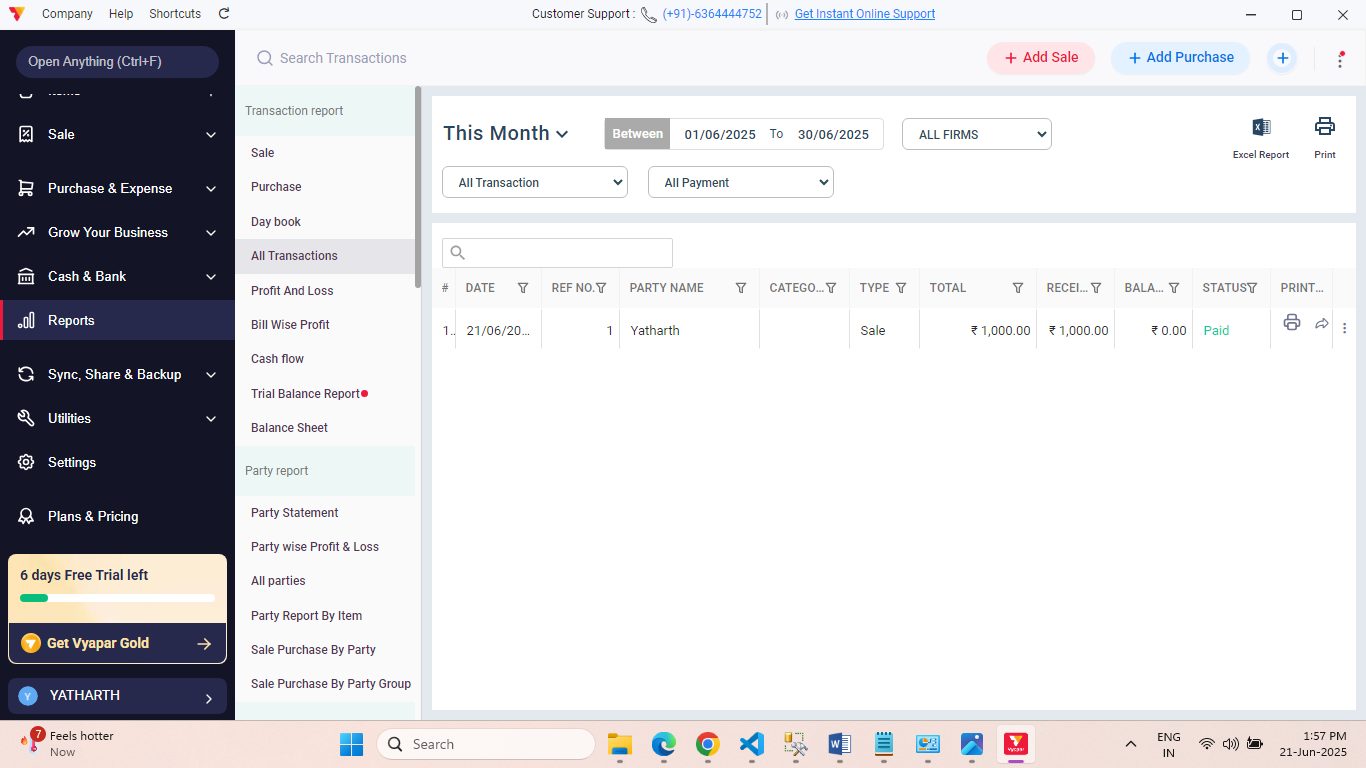 Company Help Shortcuts
Customer Support : (+91)-6364444752 Get Instant Online Support
Open Anything (Ctrl+F)
Search Transactions
+ Add Sale
+ Add Purchase
Sale
Purchase & Expense
Grow Your Business
Cash & Bank
Reports
Sync, Share & Backup
Utilities
Settings
Plans & Pricing
6 days Free Trial left
Get Vyapar Gold
Y YATHARTH
Transaction report
Sale
Purchase
Day book
All Transactions
Profit And Loss
Bill Wise Profit
Cash flow
Trial Balance Report
Balance Sheet
Party report
Party Statement
Party wise Profit & Loss
All parties
Party Report By Item
Sale Purchase By Party
Sale Purchase By Party Group
This Month
Between 01/06/2025 To 30/06/2025
ALL FIRMS
Excel Report
Print
All Transaction
All Payment
# DATE REF NO. PARTY NAME CATEGO... TYPE TOTAL RECEI... BALA... STATUS PRINT...
1.. 21/06/20... 1 Yatharth Sale ₹ 1,000.00 ₹ 1,000.00 ₹ 0.00 Paid
7
Feels hotter
Now
Search
Vyapar
ENG
IN
1:57 PM
21-Jun-2025